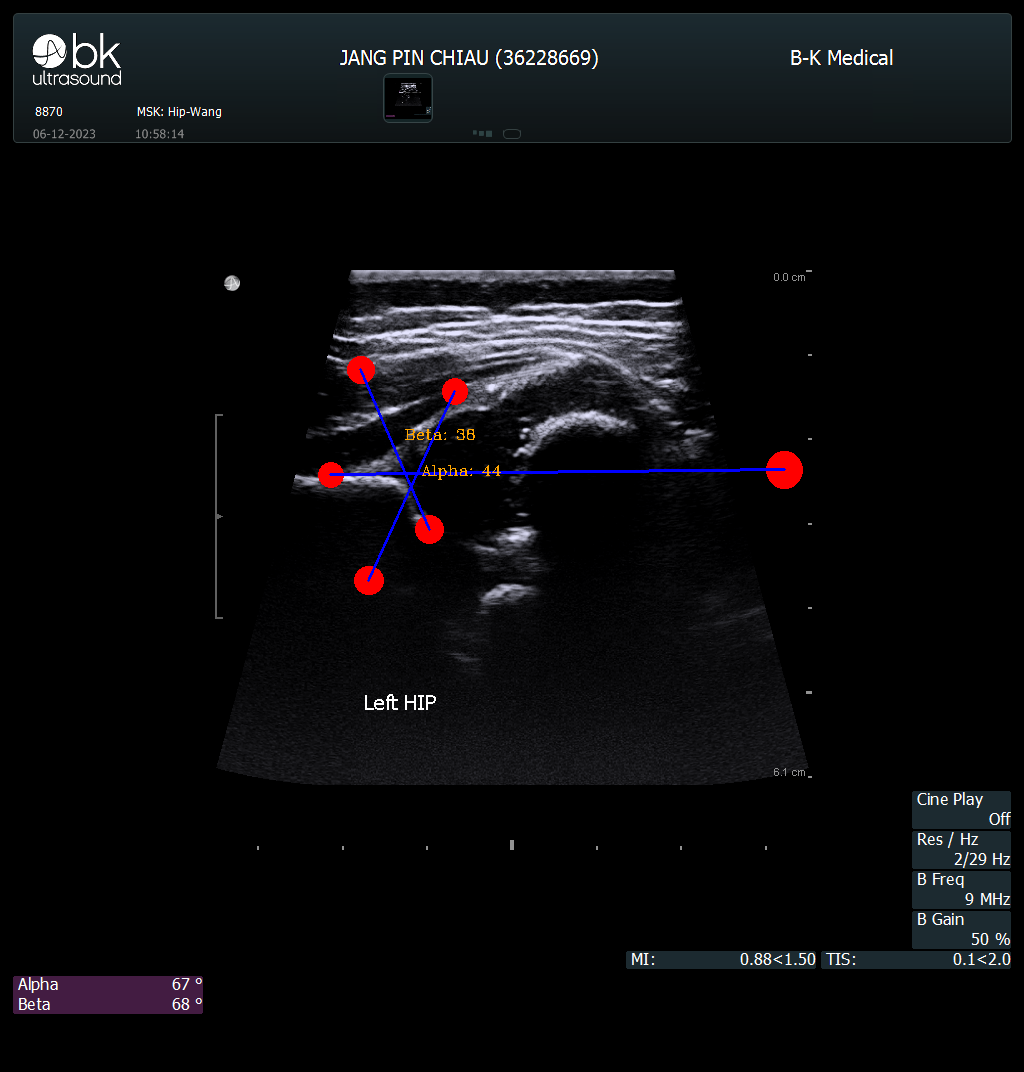 bk
ultrasound
JANG PIN CHIAU (36228669)
B-K Medical
8870
MSK: Hip-Wang
06-12-2023
10:58:14
0.0 cm
Beta: 38
Alpha: 44
Left HIP
6.1 cm
Cine Play
Off
Res / Hz
2/29 Hz
B Freq
9 MHz
B Gain
50 %
MI: 0.88<1.50
TIS: 0.1<2.0
Alpha 67 °
Beta 68 °